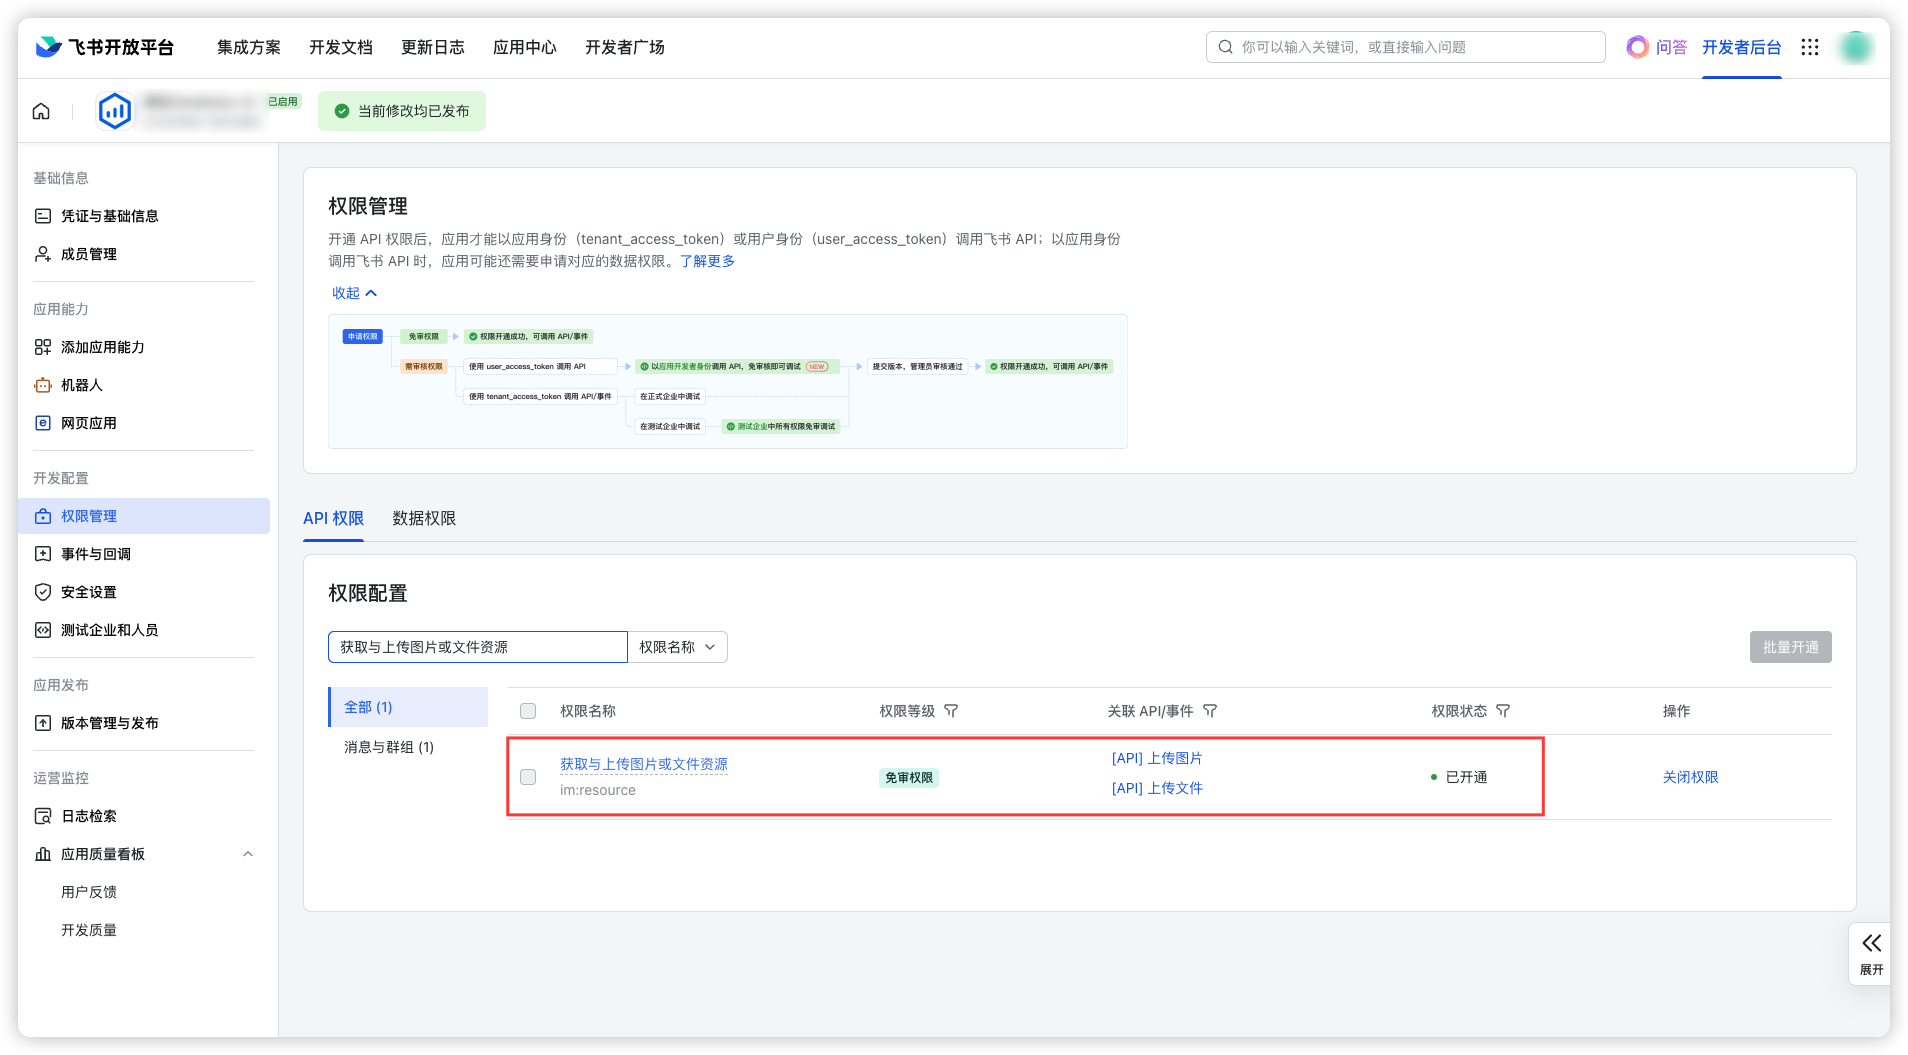 飞书开放平台
集成方案
开发文档
更新日志
应用中心
开发者广场
你可以输入关键词，或直接输入问题
问答
开发者后台
已启用
当前修改均已发布
基础信息
凭证与基础信息
成员管理
应用能力
添加应用能力
机器人
网页应用
开发配置
权限管理
事件与回调
安全设置
测试企业和人员
应用发布
版本管理与发布
运营监控
日志检索
应用质量看板
用户反馈
开发质量
权限管理
开通 API 权限后，应用才能以应用身份（tenant_access_token）或用户身份（user_access_token）调用飞书 API；以应用身份
调用飞书 API 时，应用可能还需要申请对应的数据权限。了解更多
收起
申请权限
免审权限
权限开通成功，可调用 API/事件
需审核权限
使用 user_access_token 调用 API
以应用开发者身份调用 API，免审核即可调试 NEW
提交版本，管理员审核通过
权限开通成功，可调用 API/事件
使用 tenant_access_token 调用 API/事件
在正式企业中调试
在测试企业中调试
测试企业中所有权限免审调试
API 权限
数据权限
权限配置
获取与上传图片或文件资源
权限名称
批量开通
全部 (1)
消息与群组 (1)
权限名称
权限等级
关联 API/事件
权限状态
操作
获取与上传图片或文件资源
im:resource
免审权限
[API] 上传图片
[API] 上传文件
已开通
关闭权限
展开